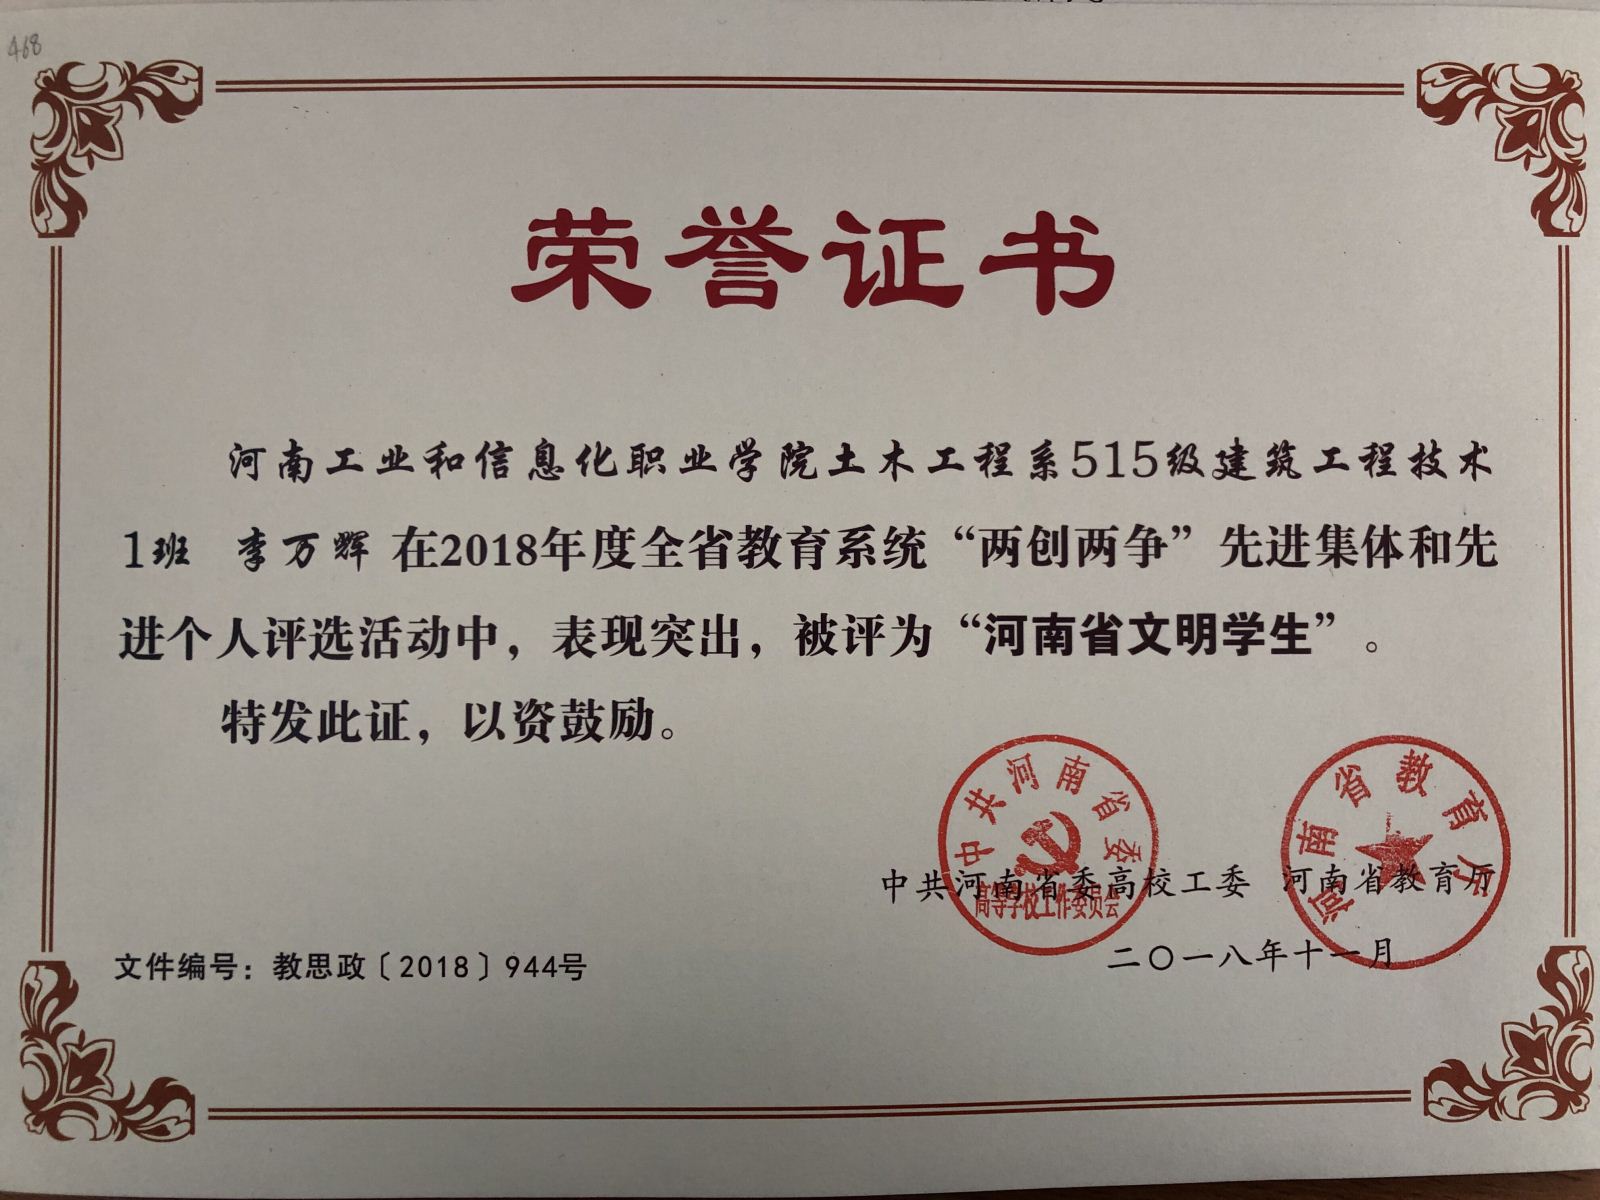 468
荣誉证书
河南工业和信息化职业学院土木工程系515级建筑工程技术
1班 李万辉 在2018年度全省教育系统“两创两争”先进集体和先
进个人评选活动中，表现突出，被评为“河南省文明学生”。
特发此证，以资鼓励。
中共河南省委
高等学校工作委员会
河南省教育厅
中共河南省委高校工委 河南省教育厅
二〇一八年十一月
文件编号：教思政〔2018〕944号